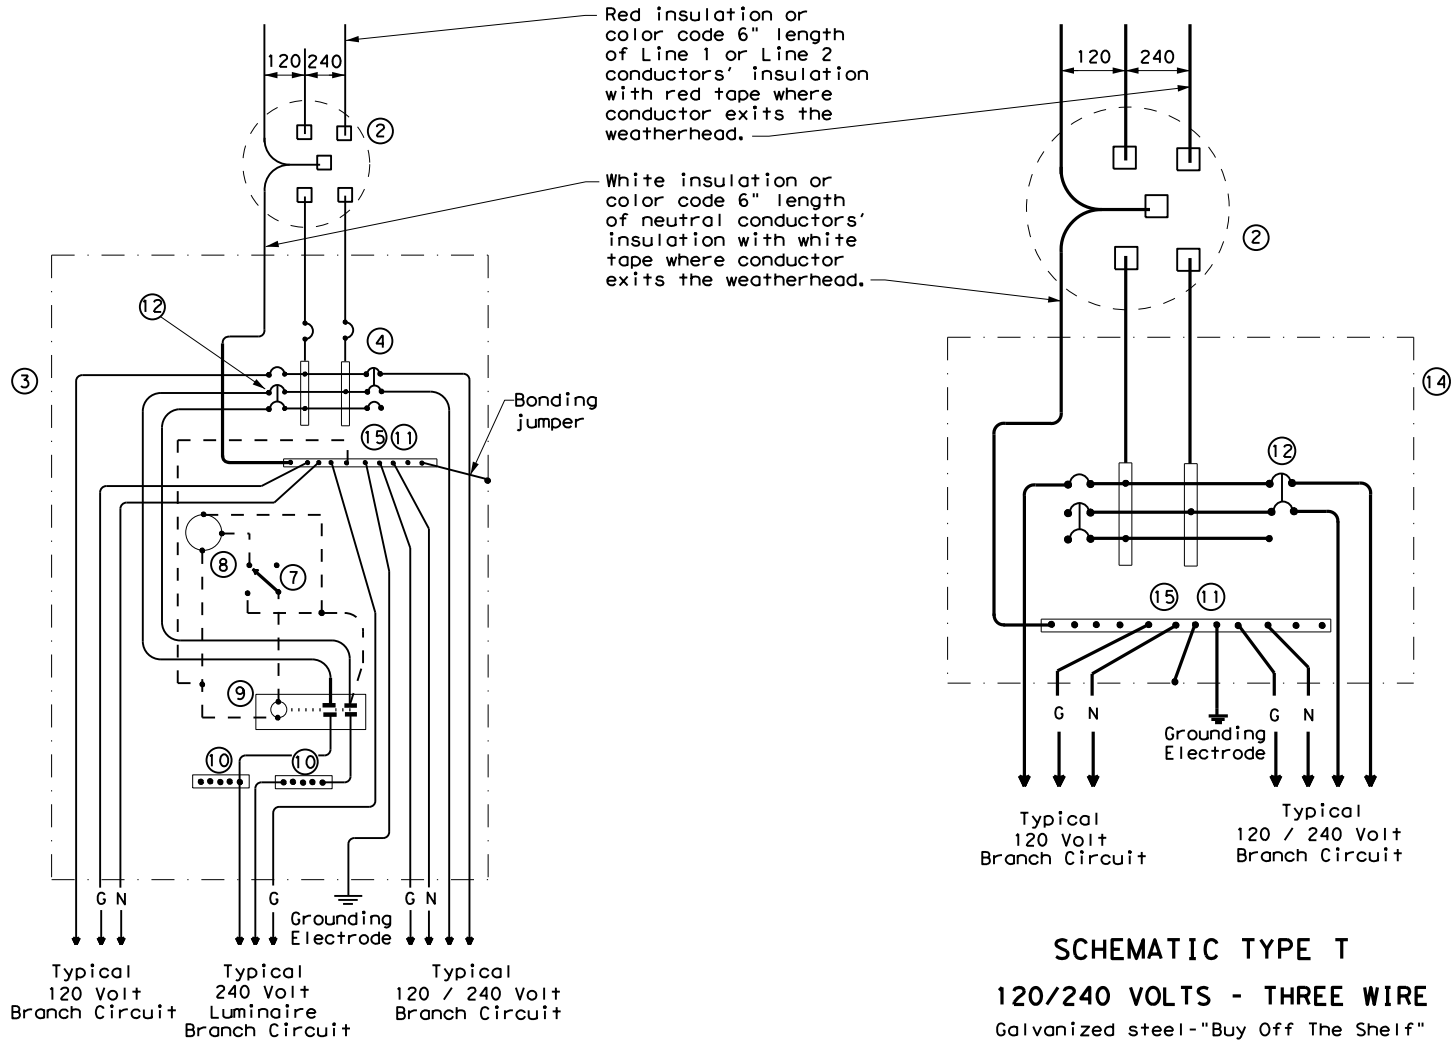 Red insulation or
color code 6" length
of Line 1 or Line 2
conductors' insulation
with red tape where
conductor exits the
weatherhead.
120
240
120
240
2
White insulation or
color code 6" length
of neutral conductors'
insulation with white
tape where conductor
exits the weatherhead.
2
12
4
3
14
Bonding
jumper
15
11
12
8
7
15
11
9
G
N
G
N
Grounding
Electrode
10
10
Typical
120 Volt
Branch Circuit
Typical
120 / 240 Volt
Branch Circuit
G
N
G
G
N
Grounding
Electrode
Typical
120 Volt
Branch Circuit
Typical
240 Volt
Luminaire
Branch Circuit
Typical
120 / 240 Volt
Branch Circuit
SCHEMATIC TYPE T
120/240 VOLTS - THREE WIRE
Galvanized steel-"Buy Off The Shelf"